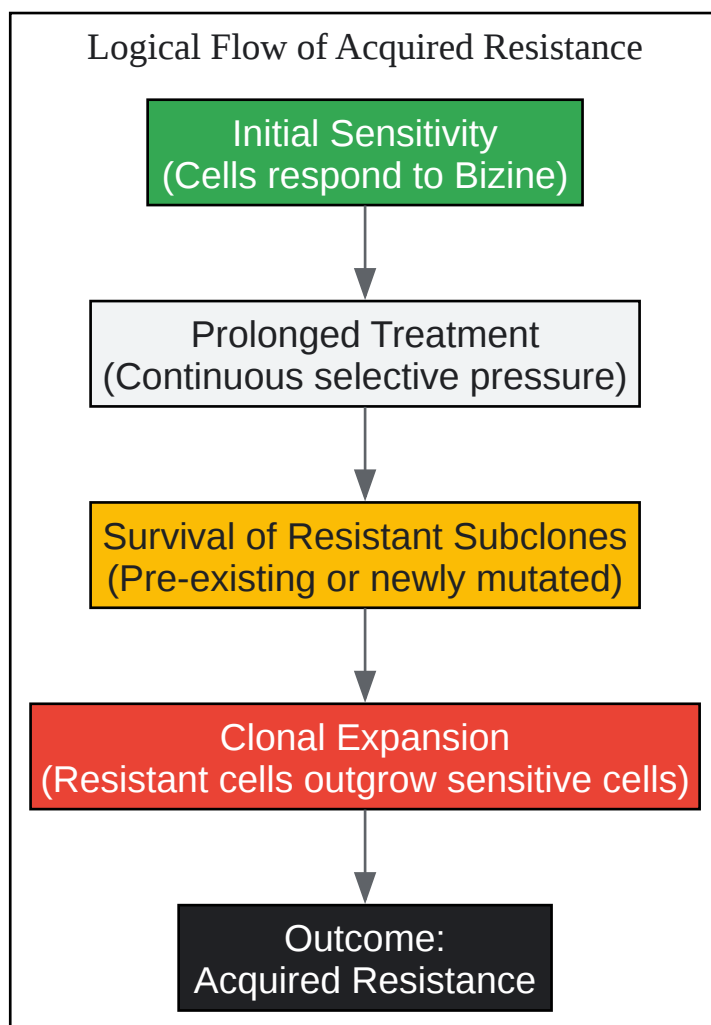 Logical Flow of Acquired Resistance
Initial Sensitivity
(Cells respond to Bizine)
Prolonged Treatment
(Continuous selective pressure)
Survival of Resistant Subclones
(Pre-existing or newly mutated)
Clonal Expansion
(Resistant cells outgrow sensitive cells)
Outcome:
Acquired Resistance